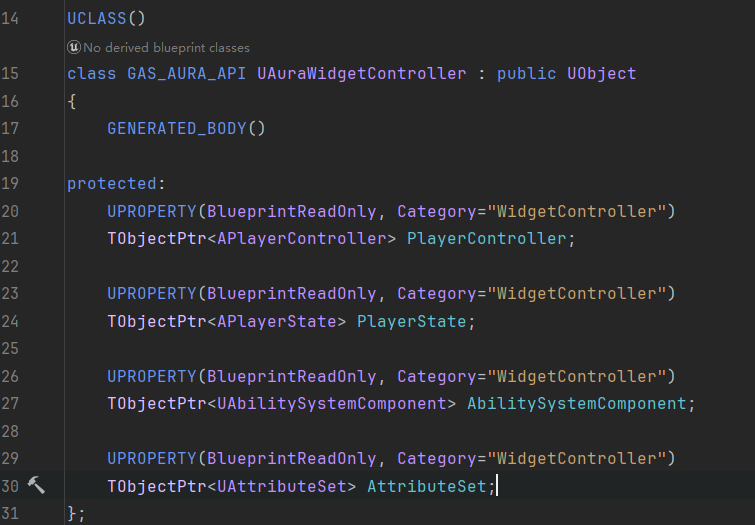 14 UCLASS()
No derived blueprint classes
15 class GAS_AURA_API UAuraWidgetController : public UObject
16 {
17 GENERATED_BODY()
18
19 protected:
20 UPROPERTY(BlueprintReadOnly, Category="WidgetController")
21 TObjectPtr<APlayerController> PlayerController;
22
23 UPROPERTY(BlueprintReadOnly, Category="WidgetController")
24 TObjectPtr<APlayerState> PlayerState;
25
26 UPROPERTY(BlueprintReadOnly, Category="WidgetController")
27 TObjectPtr<UAbilitySystemComponent> AbilitySystemComponent;
28
29 UPROPERTY(BlueprintReadOnly, Category="WidgetController")
30 TObjectPtr<UAttributeSet> AttributeSet;
31 };